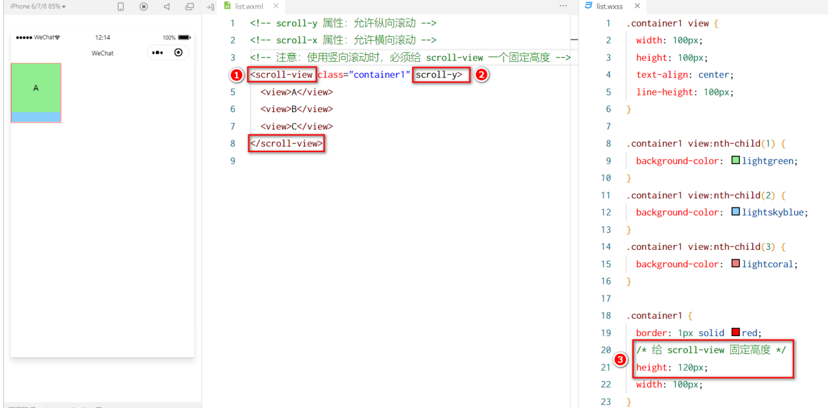 iPhone 6/7/8 85%
WeChat
12:14
100%
WeChat
A
list.wxml
1 <!-- scroll-y 属性：允许纵向滚动 -->
2 <!-- scroll-x 属性：允许横向滚动 -->
3 <!-- 注意：使用竖向滚动时，必须给 scroll-view 一个固定高度 -->
1 <scroll-view class="container1" scroll-y> 2
5 <view>A</view>
6 <view>B</view>
7 <view>C</view>
8 </scroll-view>
9
list.wxss
1 .container1 view {
2 width: 100px;
3 height: 100px;
4 text-align: center;
5 line-height: 100px;
6 }
7
8 .container1 view:nth-child(1) {
9 background-color: lightgreen;
10 }
11 .container1 view:nth-child(2) {
12 background-color: lightskyblue;
13 }
14 .container1 view:nth-child(3) {
15 background-color: lightcoral;
16 }
17
18 .container1 {
19 border: 1px solid red;
20 /* 给 scroll-view 固定高度 */
3
21 height: 120px;
22 width: 100px;
23 }